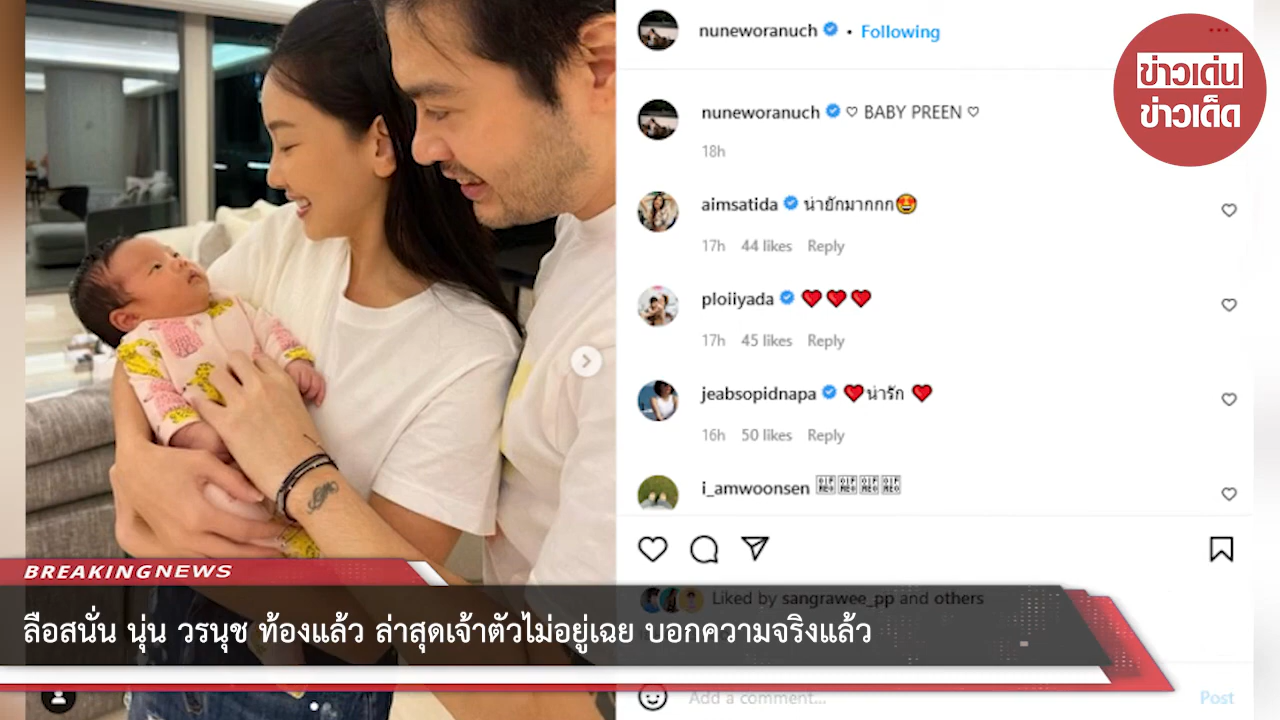 nuneworanuch • Following
ข่าวเด่น
ข่าวเด็ด
nuneworanuch ♡ BABY PREEN ♡
18h
aimsatida น่ายักมากกก🤩
17h 44 likes Reply
ploiiyada ❤️❤️❤️
17h 45 likes Reply
jeabsopidnapa ❤️น่ารัก ❤️
16h 50 likes Reply
i_amwoonsen
Liked by sangrawee_pp and others
BREAKINGNEWS
ลือสนั่น นุ่น วรนุช ท้องแล้ว ล่าสุดเจ้าตัวไม่อยู่เฉย บอกความจริงแล้ว
Add a comment... Post